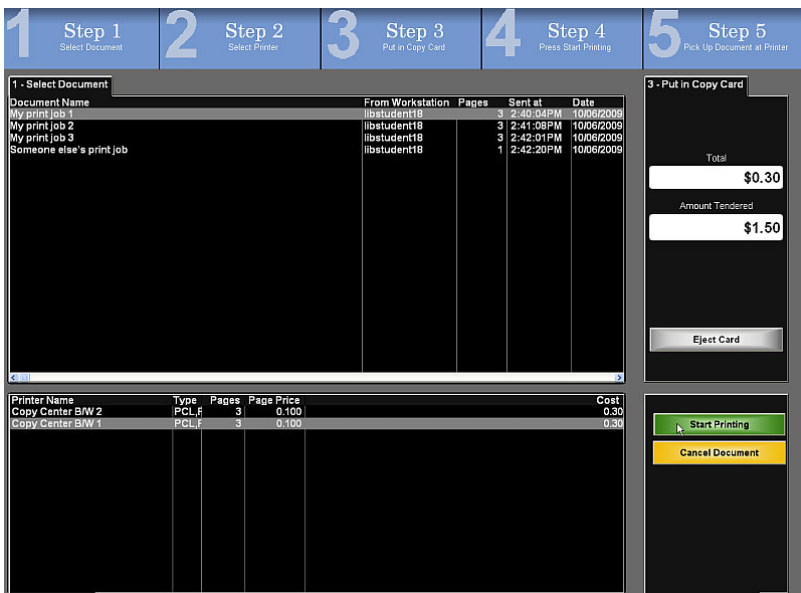 1 Step 1
Select Document
2 Step 2
Select Printer
3 Step 3
Put in Copy Card
4 Step 4
Press Start Printing
5 Step 5
Pick Up Document at Printer
1 - Select Document
Document Name From Workstation Pages Sent at Date
My print job 1 libstudent18 3 2:40:04PM 10/06/2009
My print job 2 libstudent18 3 2:41:08PM 10/06/2009
My print job 3 libstudent18 3 2:42:01PM 10/06/2009
Someone else's print job libstudent18 1 2:42:20PM 10/06/2009
3 - Put in Copy Card
Total
$0.30
Amount Tendered
$1.50
Eject Card
Printer Name Type Pages Page Price Cost
Copy Center B/W 2 PCL,F 3 0.100 0.30
Copy Center B/W 1 PCL,F 3 0.100 0.30
Start Printing
Cancel Document